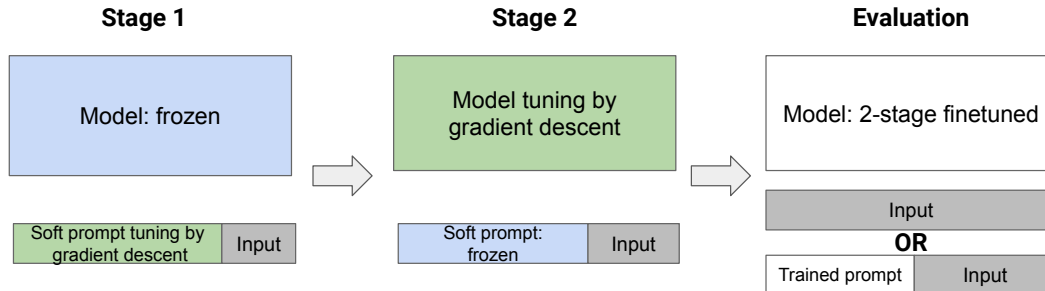 Stage 1
Stage 2
Evaluation
Model: frozen
Model tuning by
gradient descent
Model: 2-stage finetuned
Soft prompt tuning by
gradient descent
Input
Soft prompt:
frozen
Input
Input
OR
Trained prompt
Input